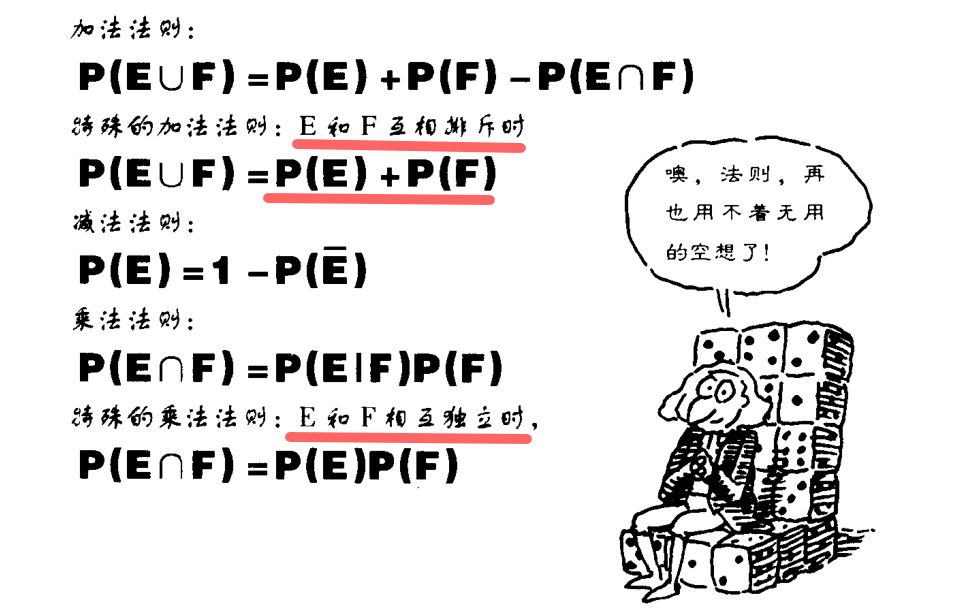 加法法则：
P(E∪F)=P(E)+P(F)−P(E∩F)
特殊的加法法则：E和F互相排斥时
P(E∪F)=P(E)+P(F)
减法法则：
P(E)=1−P(E̅)
乘法法则：
P(E∩F)=P(E|F)P(F)
特殊的乘法法则：E和F相互独立时，
P(E∩F)=P(E)P(F)
噢，法则，再
也用不着无用
的空想了！